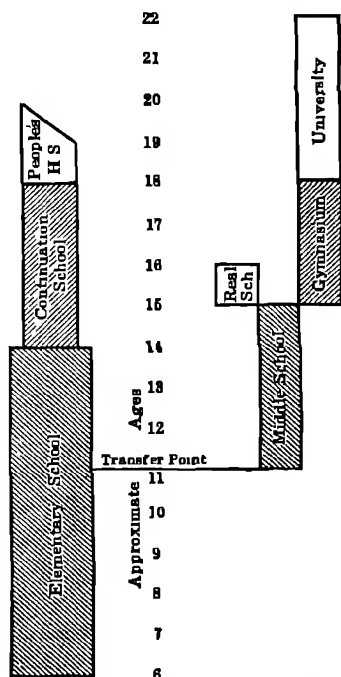 22
21
20
19
18
17
16
15
14
13
12
11
10
9
8
7
6
Approximate Ages
Transfer Point
People's
H S
Continuation
School
Elementary School
Real
Sch
Middle-School
Gymnasium
University